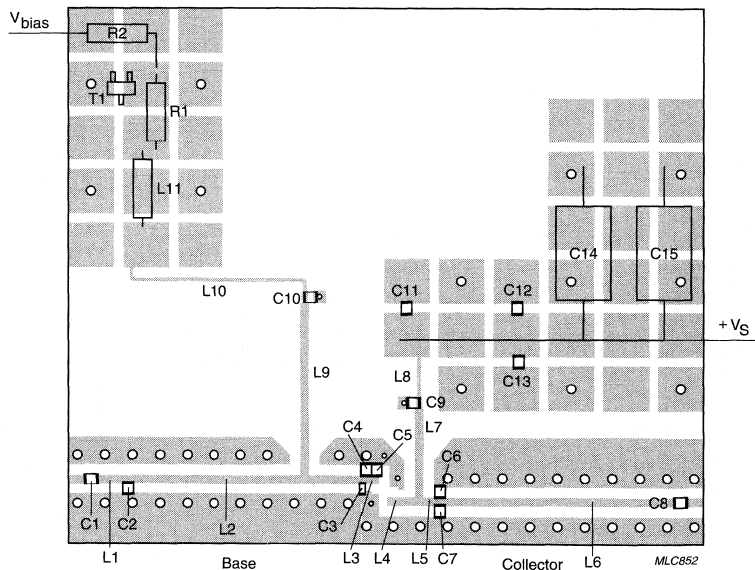 Vbias
R2
T1
R1
L11
C14
C15
L10
C10
C11
C12
+ VS
L9
L8
C13
C9
L7
C4
C5
C6
C1
C2
L2
C3
C8
L1
Base
L3
L4
L5
C7
Collector
L6
MLC852